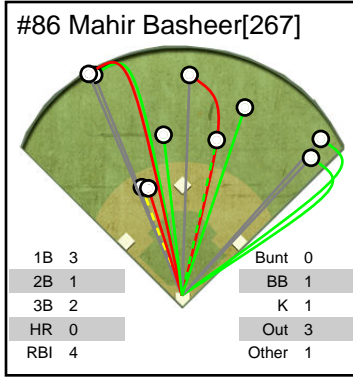 #86 Mahir Basheer[267]
1B 3 Bunt 0
2B 1 BB 1
3B 2 K 1
HR 0 Out 3
RBI 4 Other 1